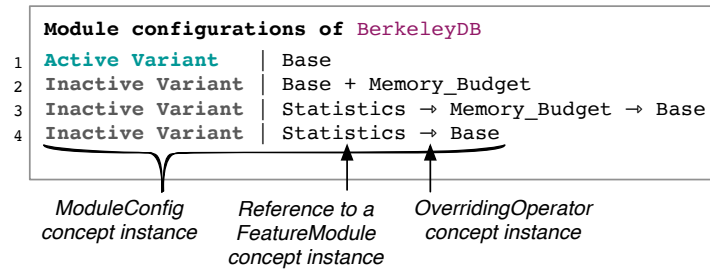 Module configurations of BerkeleyDB
1 Active Variant | Base
2 Inactive Variant | Base + Memory_Budget
3 Inactive Variant | Statistics → Memory_Budget → Base
4 Inactive Variant | Statistics → Base
ModuleConfig concept instance
Reference to a FeatureModule concept instance
OverridingOperator concept instance